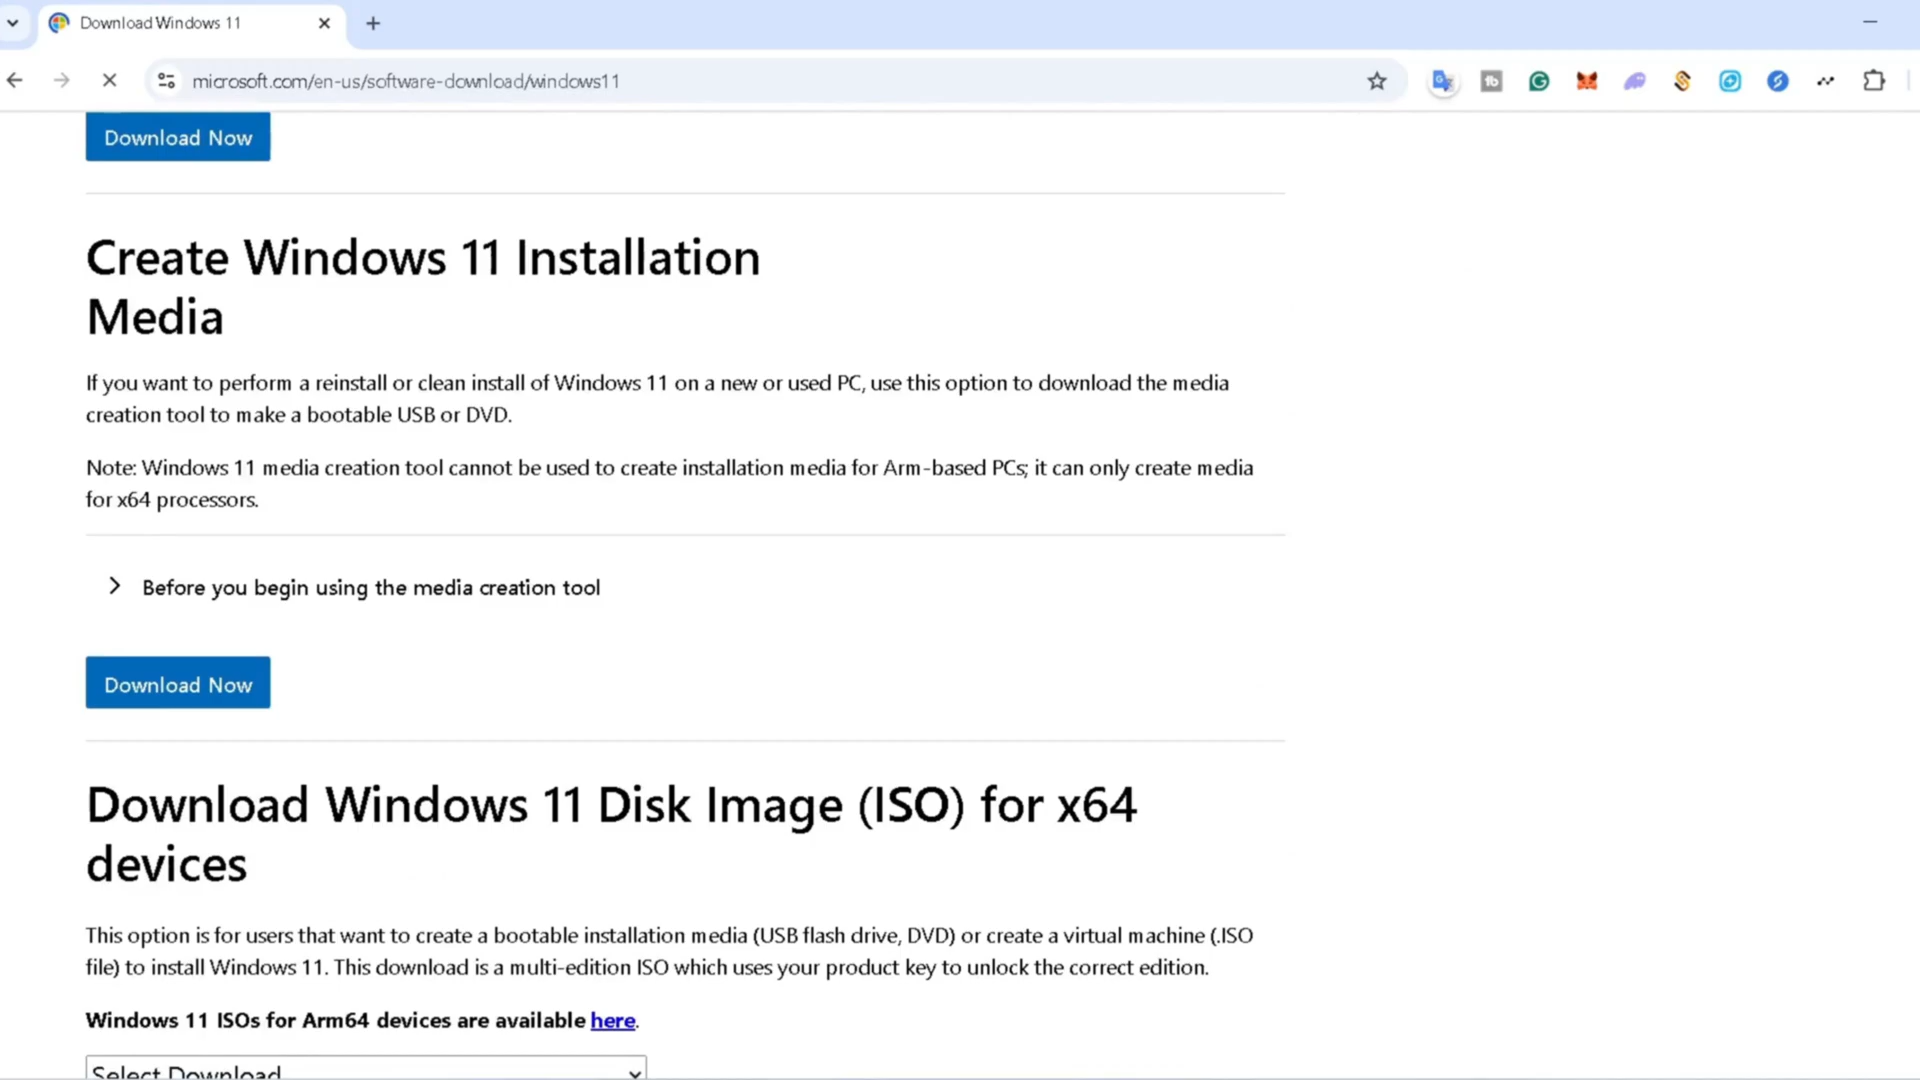 Download Windows 11
microsoft.com/en-us/software-download/windows11
Download Now
Create Windows 11 Installation
Media
If you want to perform a reinstall or clean install of Windows 11 on a new or used PC, use this option to download the media
creation tool to make a bootable USB or DVD.
Note: Windows 11 media creation tool cannot be used to create installation media for Arm-based PCs; it can only create media
for x64 processors.
Before you begin using the media creation tool
Download Now
Download Windows 11 Disk Image (ISO) for x64
devices
This option is for users that want to create a bootable installation media (USB flash drive, DVD) or create a virtual machine (.ISO
file) to install Windows 11. This download is a multi-edition ISO which uses your product key to unlock the correct edition.
Windows 11 ISOs for Arm64 devices are available here.
Select Download